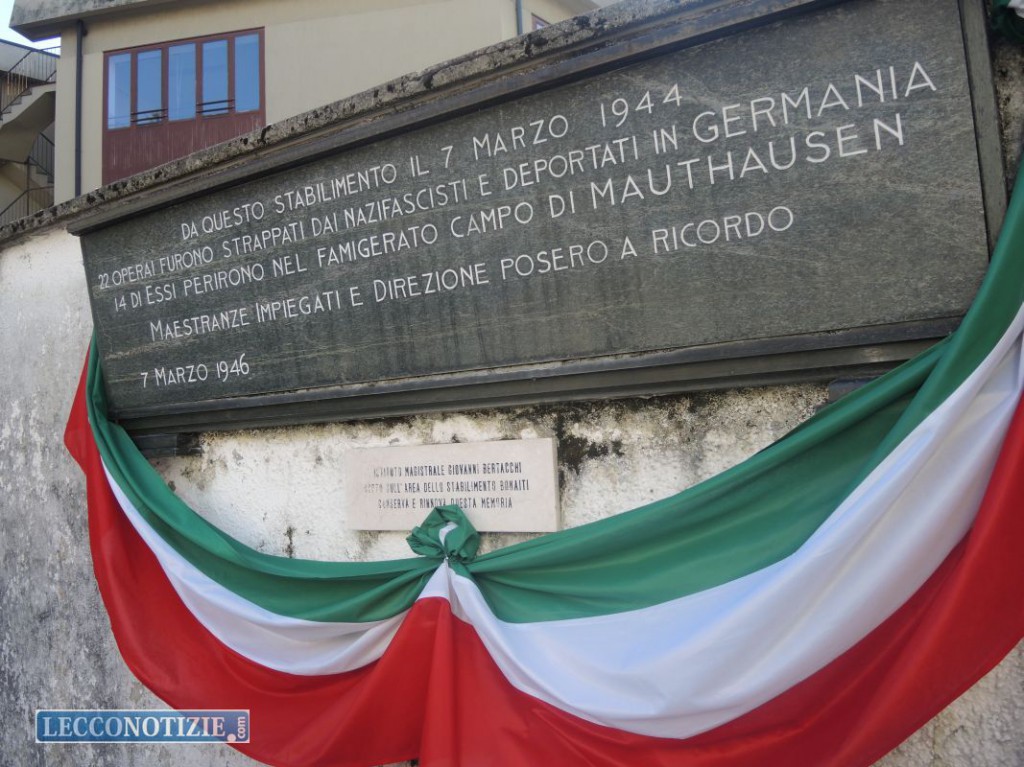 DA QUESTO STABILIMENTO IL 7 MARZO 1944
22 OPERAI FURONO STRAPPATI DAI NAZIFASCISTI E DEPORTATI IN GERMANIA
14 DI ESSI PERIRONO NEL FAMIGERATO CAMPO DI MAUTHAUSEN
MAESTRANZE IMPIEGATI E DIREZIONE POSERO A RICORDO
7 MARZO 1946
ISTITUTO MAGISTRALE GIOVANNI BERTACCHI
SULL'AREA DELLO STABILIMENTO BONAITI
CONSERVA E RINNOVA QUESTA MEMORIA
LECCONOTIZIE.com